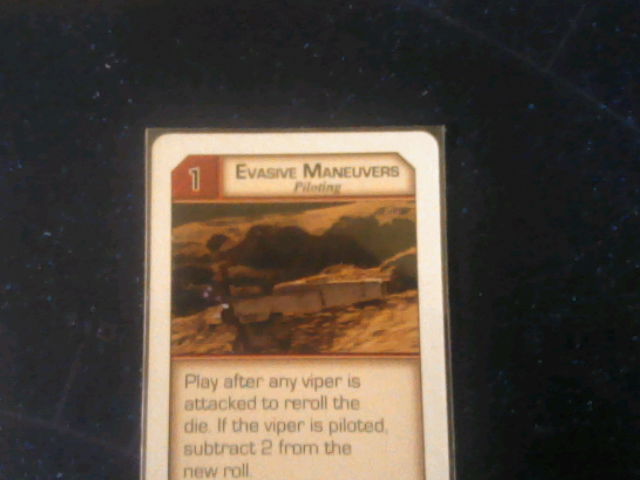 1
EVASIVE MANEUVERS
Piloting
Play after any viper is
attacked to reroll the
die. If the viper is piloted,
subtract 2 from the
new roll.